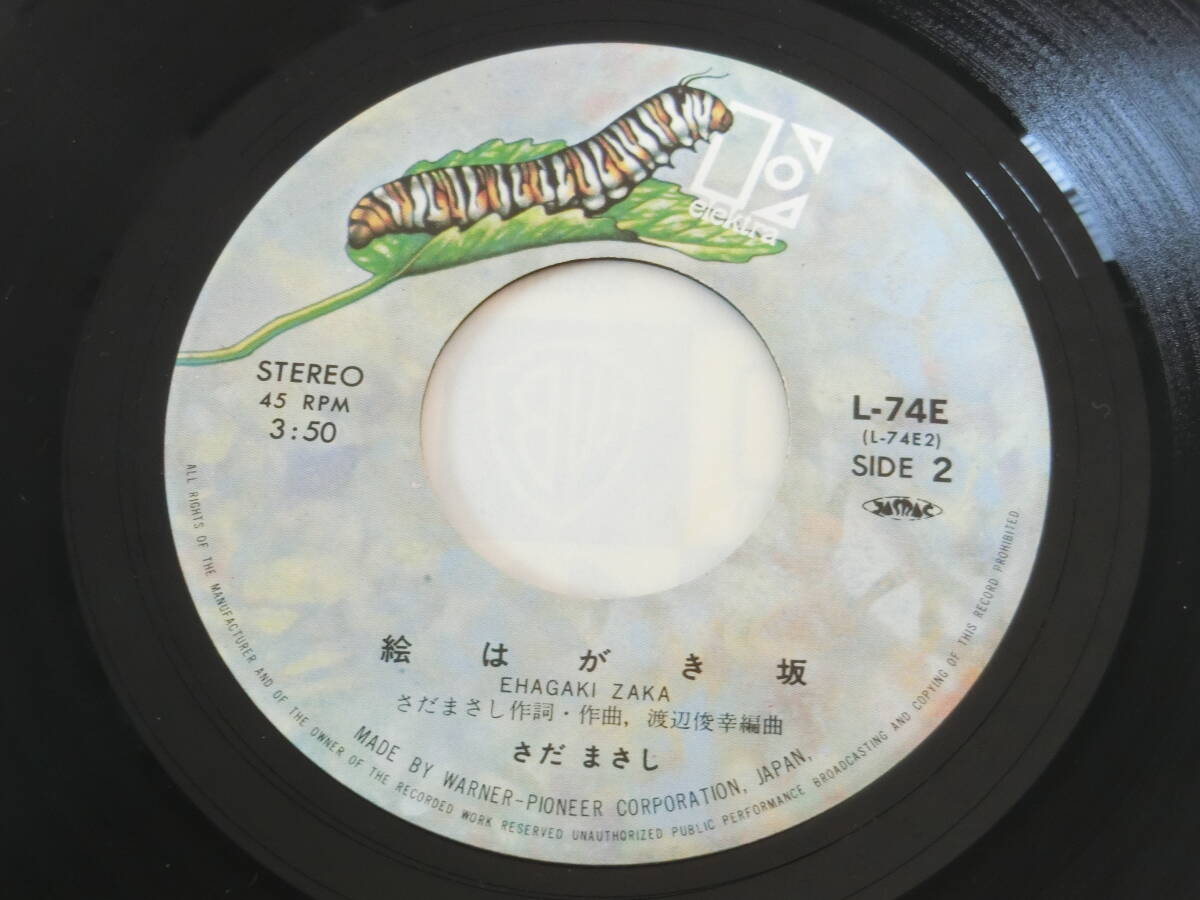 elektra
STEREO
45 RPM
3:50
L-74E
(L-74E2)
SIDE 2
JASRAC
絵はがき坂
EHAGAKI ZAKA
さだまさし作詞・作曲, 渡辺俊幸編曲
さだまさし
MADE BY WARNER-PIONEER CORPORATION, JAPAN,
ALL RIGHTS OF THE MANUFACTURER AND OF THE OWNER OF THE RECORDED WORK RESERVED UNAUTHORIZED PUBLIC PERFORMANCE BROADCASTING AND COPYING OF THIS RECORD PROHIBITED